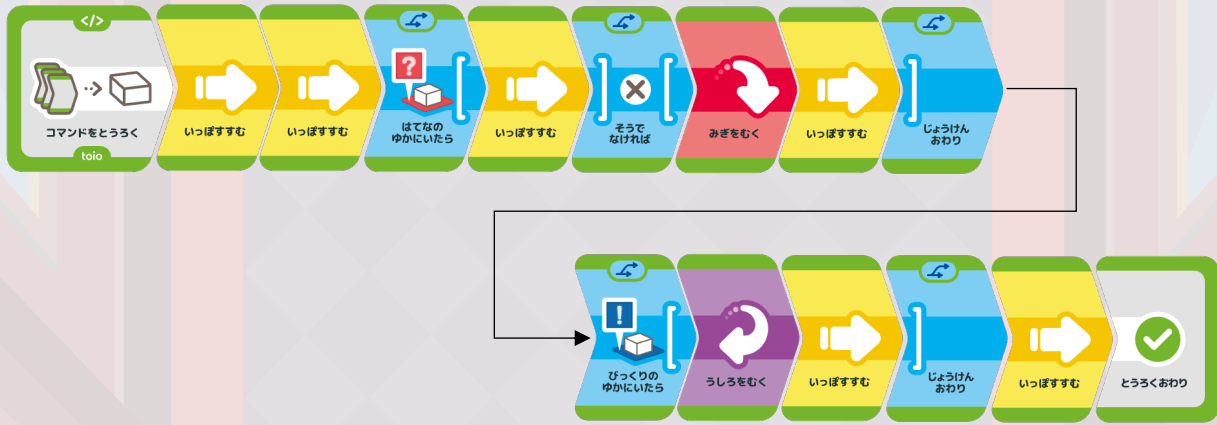 </>
?
コマンドをとうろく
いっぽすすむ
いっぽすすむ
はてなの
ゆかにいたら
いっぽすすむ
そうで
なければ
みぎをむく
いっぽすすむ
じょうけん
おわり
toio
!
びっくりの
ゆかにいたら
うしろをむく
いっぽすすむ
じょうけん
おわり
いっぽすすむ
とうろくおわり